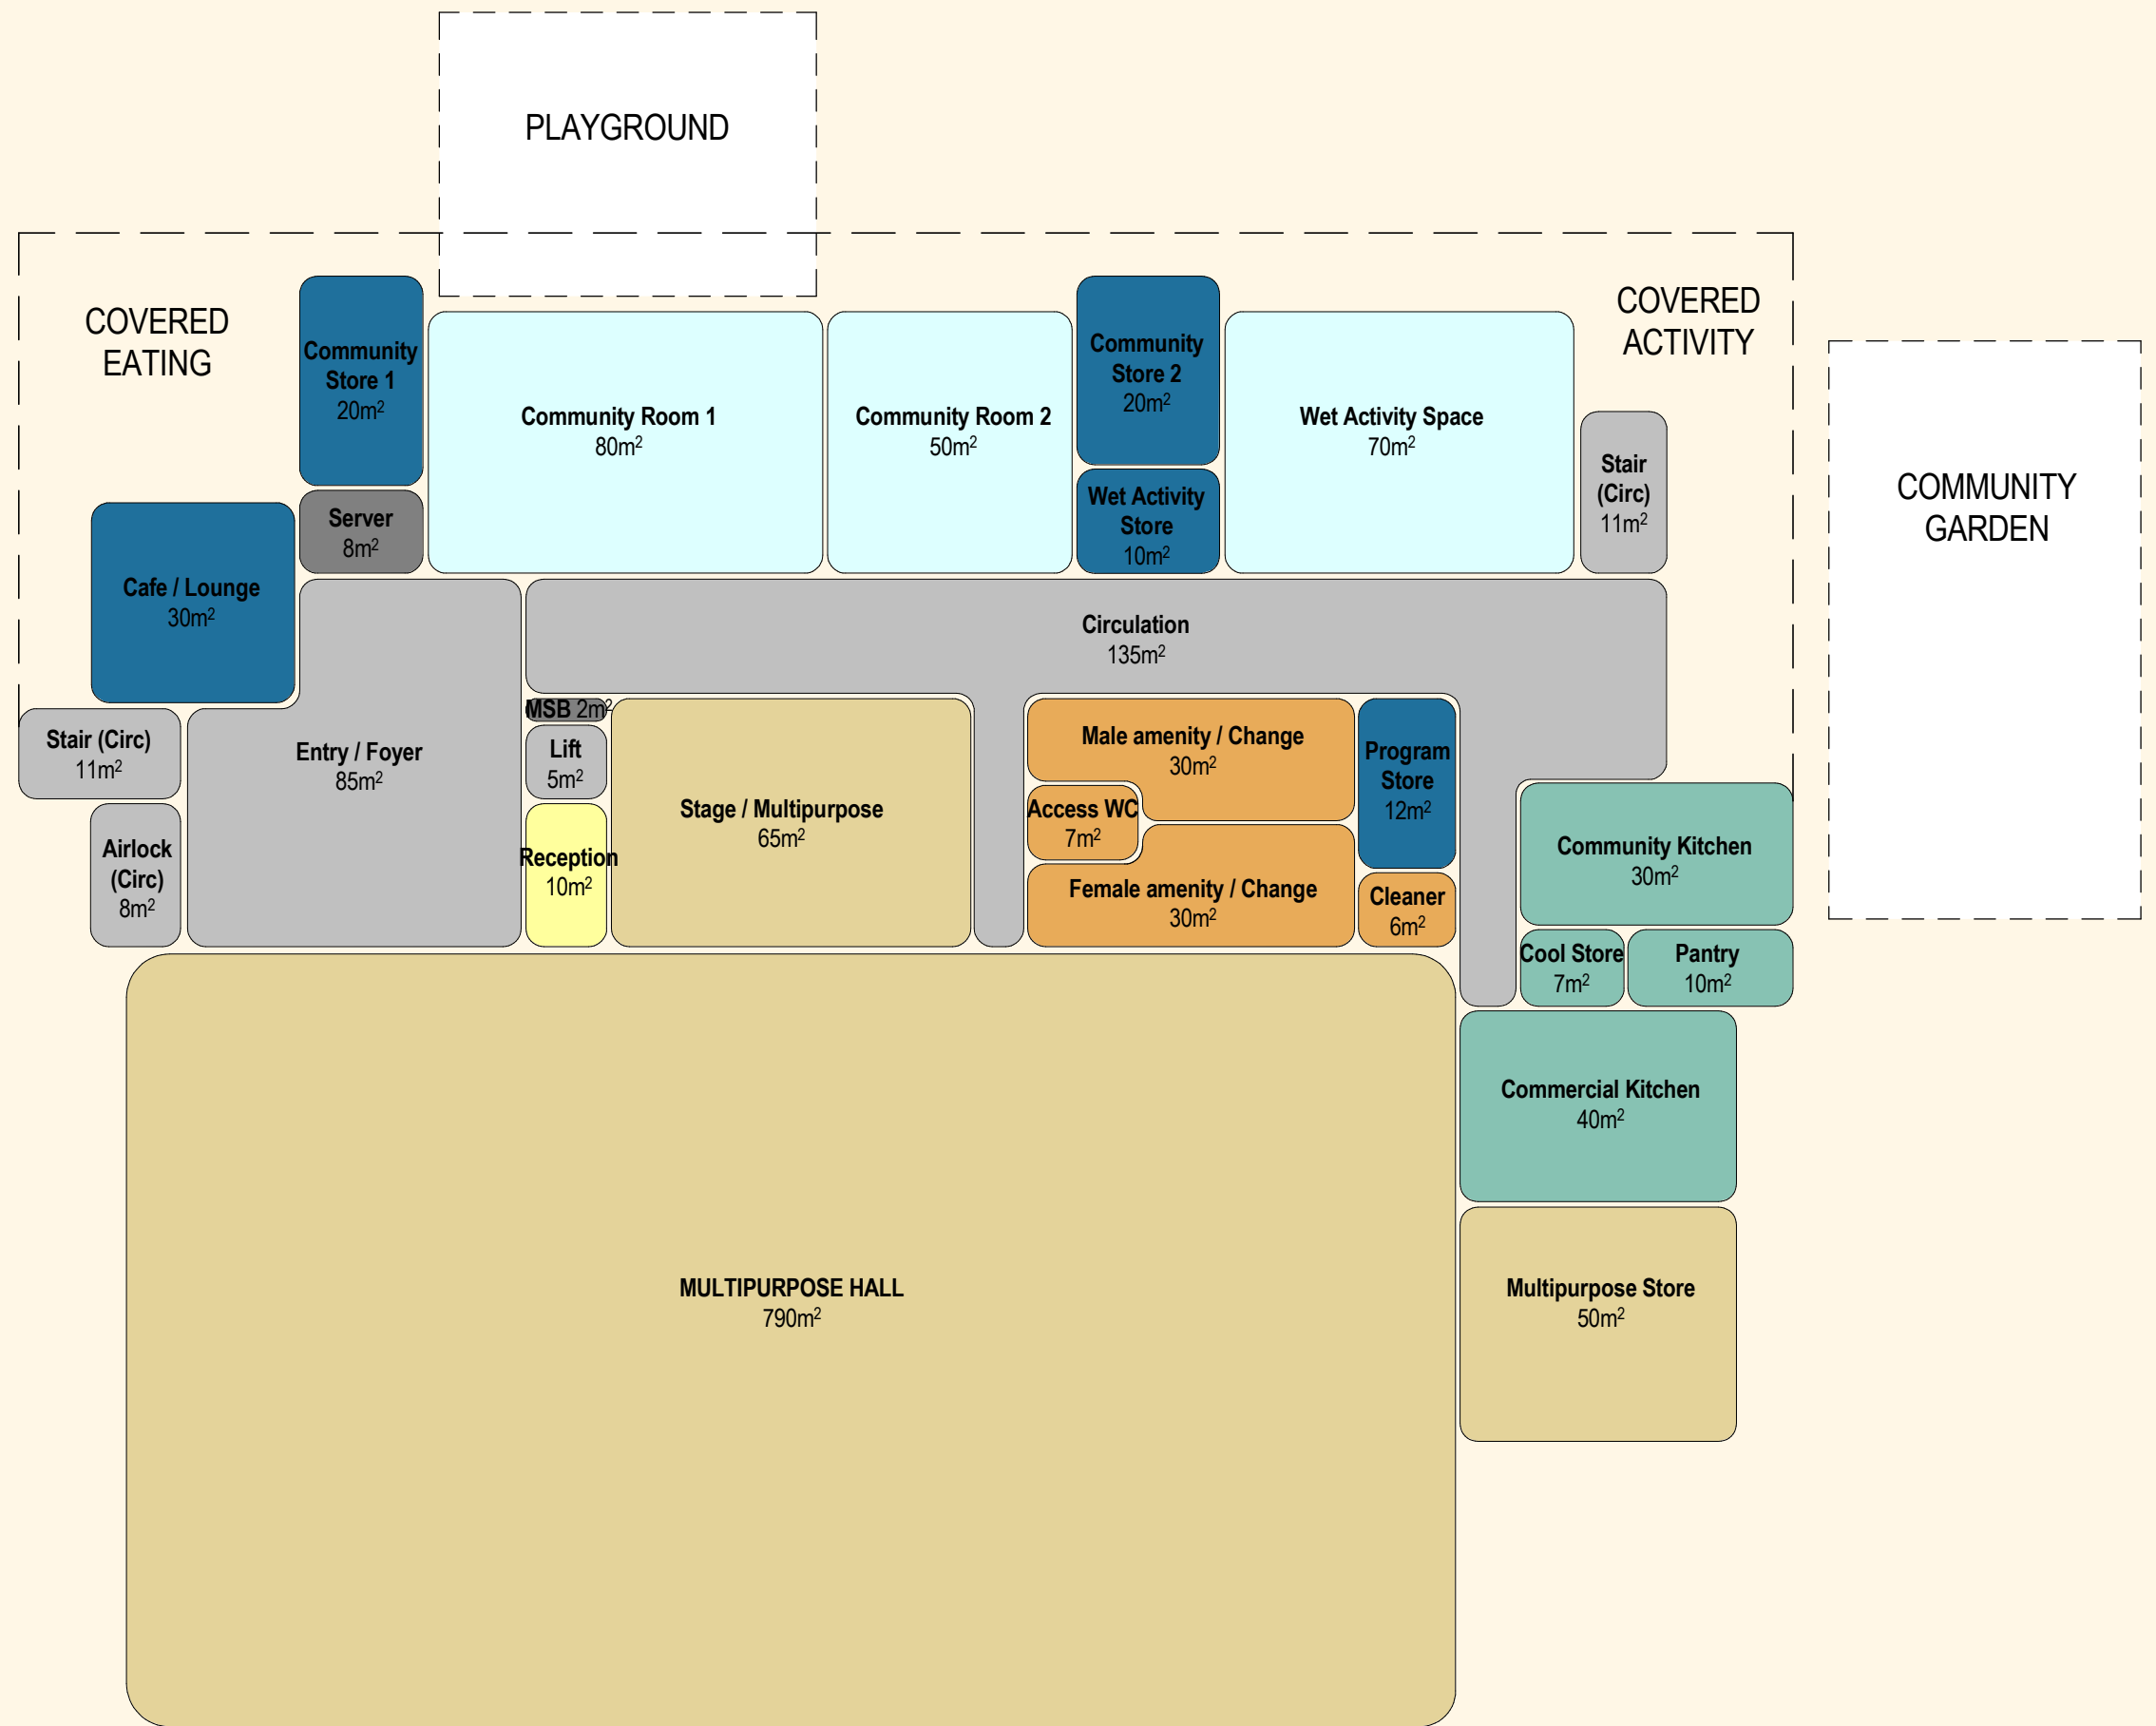 PLAYGROUND
COVERED
EATING
COVERED
ACTIVITY
COMMUNITY
GARDEN
Community
Store 1
20m²
Server
8m²
Community Room 1
80m²
Community Room 2
50m²
Community
Store 2
20m²
Wet Activity
Store
10m²
Wet Activity Space
70m²
Stair
(Circ)
11m²
Cafe / Lounge
30m²
Circulation
135m²
Stair (Circ)
11m²
Airlock
(Circ)
8m²
Entry / Foyer
85m²
MSB 2m²
Lift
5m²
Reception
10m²
Stage / Multipurpose
65m²
Male amenity / Change
30m²
Access WC
7m²
Female amenity / Change
30m²
Program
Store
12m²
Cleaner
6m²
Community Kitchen
30m²
Cool Store
7m²
Pantry
10m²
Commercial Kitchen
40m²
MULTIPURPOSE HALL
790m²
Multipurpose Store
50m²